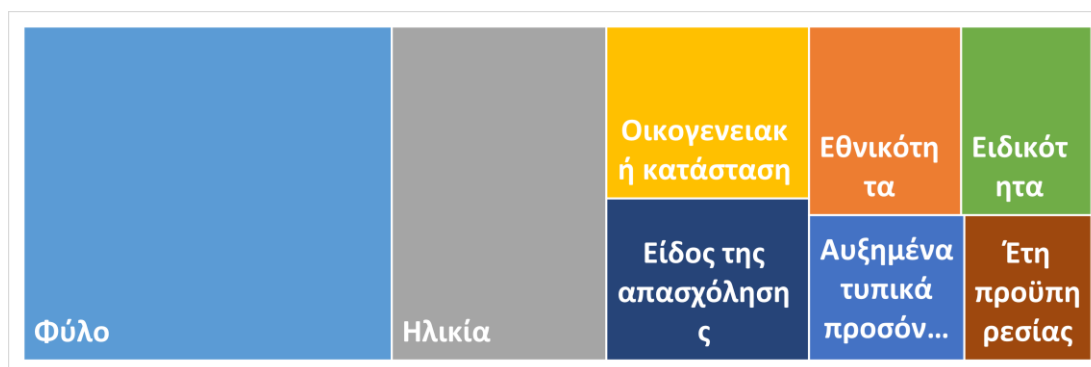 Φύλο
Ηλικία
Οικογενειακ
ή κατάσταση
Είδος της
απασχόληση
ς
Εθνικότη
τα
Ειδικότ
ητα
Αυξημένα
τυπικά
προσόν...
Έτη
προϋπη
ρεσίας